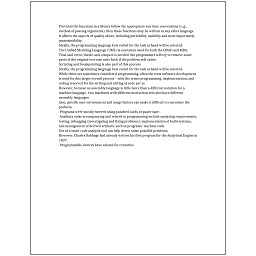 Provided the functions in a library follow the appropriate run-time conventions (e.g.,
method of passing arguments), then these functions may be written in any other language.
It affects the aspects of quality above, including portability, usability and most importantly
maintainability.
Ideally, the programming language best suited for the task at hand will be selected.
The Unified Modeling Language (UML) is a notation used for both the OOAD and MDA.
Trial-and-error/divide-and-conquer is needed: the programmer will try to remove some
parts of the original test case and check if the problem still exists.
Scripting and breakpointing is also part of this process.
Ideally, the programming language best suited for the task at hand will be selected.
While these are sometimes considered programming, often the term software development
is used for this larger overall process – with the terms programming, implementation, and
coding reserved for the writing and editing of code per se.
However, because an assembly language is little more than a different notation for a
machine language, two machines with different instruction sets also have different
assembly languages.
Also, specific user environment and usage history can make it difficult to reproduce the
problem.
Programs were mostly entered using punched cards or paper tape.
Auxiliary tasks accompanying and related to programming include analyzing requirements,
testing, debugging (investigating and fixing problems), implementation of build systems,
and management of derived artifacts, such as programs' machine code.
Use of a static code analysis tool can help detect some possible problems.
However, Charles Babbage had already written his first program for the Analytical Engine in
1837.
Programmable devices have existed for centuries.